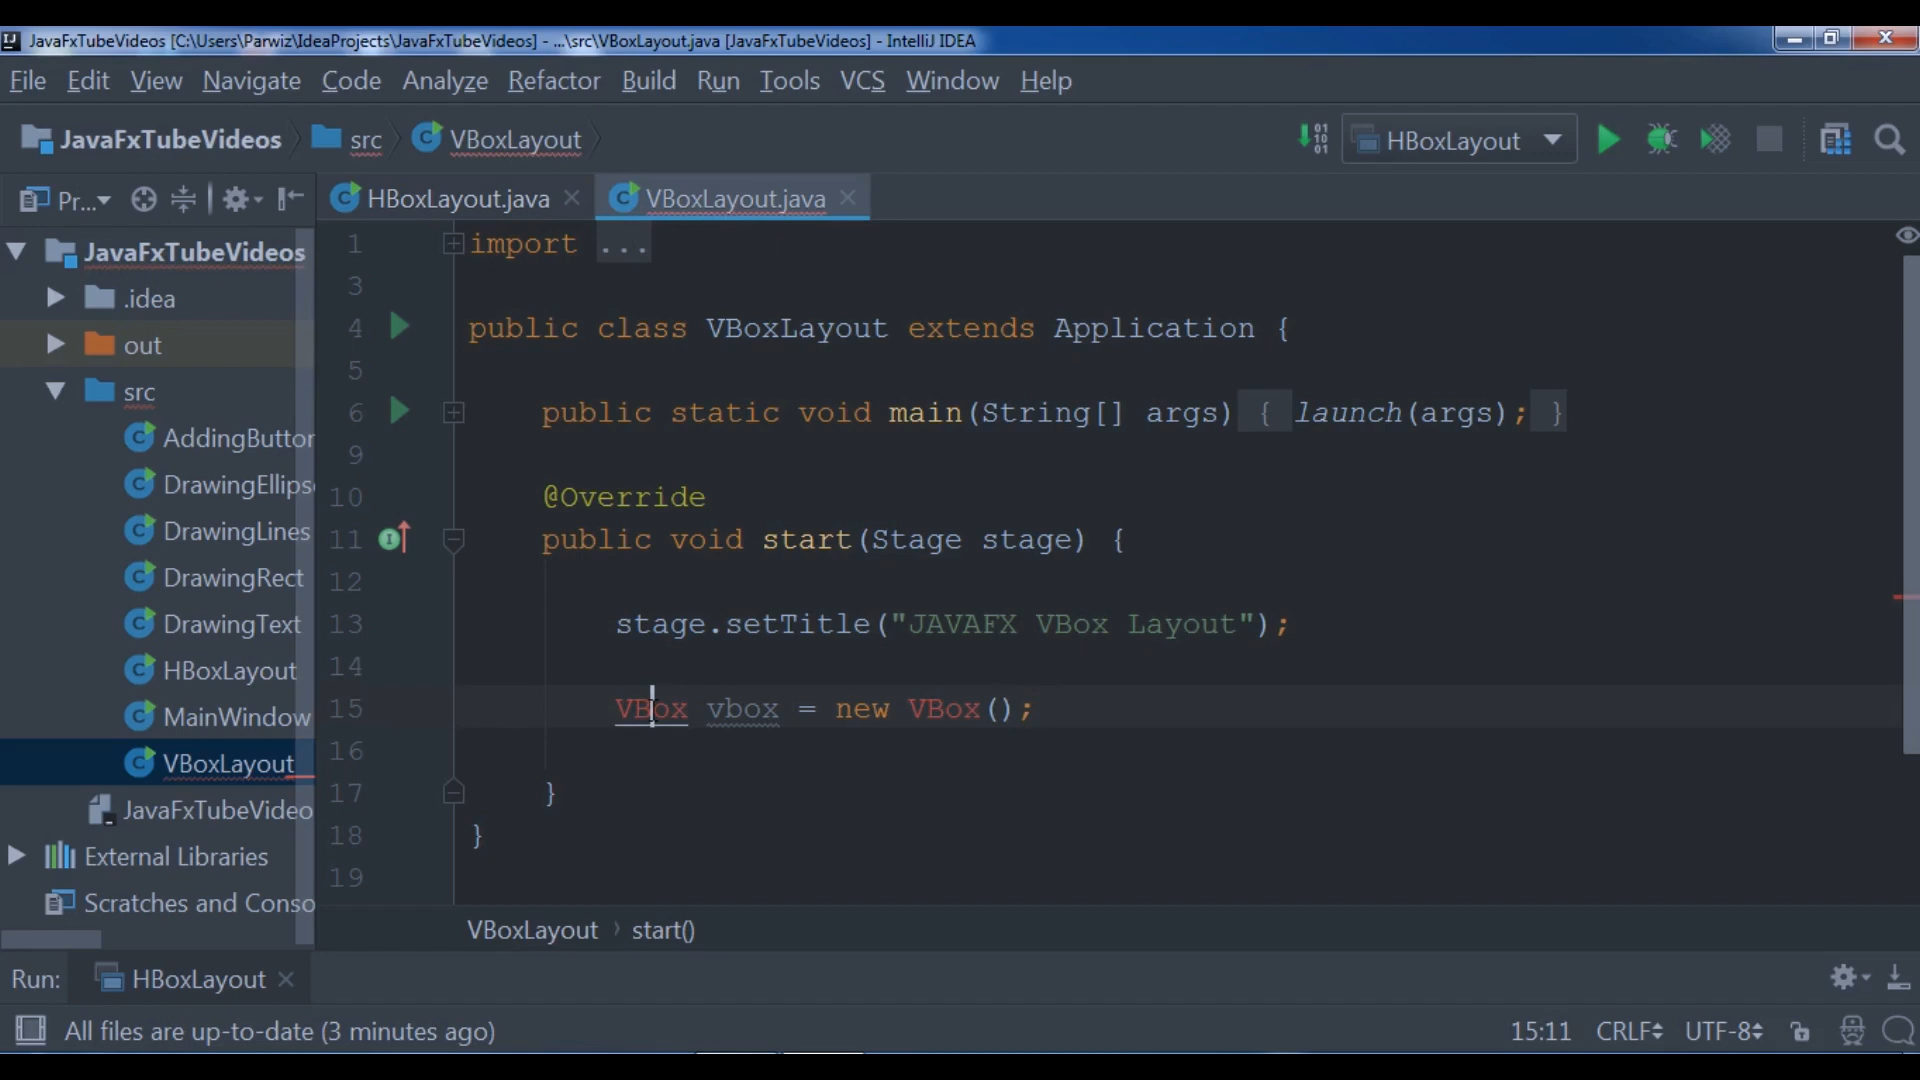 JavaFxTubeVideos [C:\Users\Parwiz\IdeaProjects\JavaFxTubeVideos] - ...\src\VBoxLayout.java [JavaFxTubeVideos] - IntelliJ IDEA
File Edit View Navigate Code Analyze Refactor Build Run Tools VCS Window Help
JavaFxTubeVideos src VBoxLayout HBoxLayout
Pr... HBoxLayout.java VBoxLayout.java
JavaFxTubeVideos
.idea
out
src
AddingButton
DrawingEllipse
DrawingLines
DrawingRect
DrawingText
HBoxLayout
MainWindow
VBoxLayout
JavaFxTubeVideo
External Libraries
Scratches and Conso
1 import ...
3
4 public class VBoxLayout extends Application {
5
6 public static void main(String[] args) { launch(args); }
9
10 @Override
11 public void start(Stage stage) {
12
13 stage.setTitle("JAVAFX VBox Layout");
14
15 VBox vbox = new VBox();
16
17 }
18 }
19
VBoxLayout start()
Run: HBoxLayout
All files are up-to-date (3 minutes ago) 15:11 CRLF UTF-8